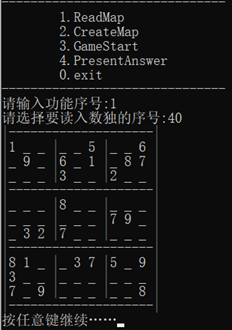 1.ReadMap
2.CreateMap
3.GameStart
4.PresentAnswer
0.exit
请输入功能序号:1
请选择要读入数独的序号:40
1 _ _ | _ _ 5 | _ _ 6
_ 9 _ | 6 _ 1 | _ 8 7
_ _ _ | 3 _ _ | 2 _ _
_ _ _ | 8 _ _ | _ _ _
_ _ _ | _ _ _ | 7 9 _
_ 3 2 | 7 _ _ | _ _ _
8 1 _ | _ 3 7 | 5 _ 9
3 _ _ | _ _ _ | _ _ _
7 _ 9 | _ _ _ | _ _ 8
按任意键继续……